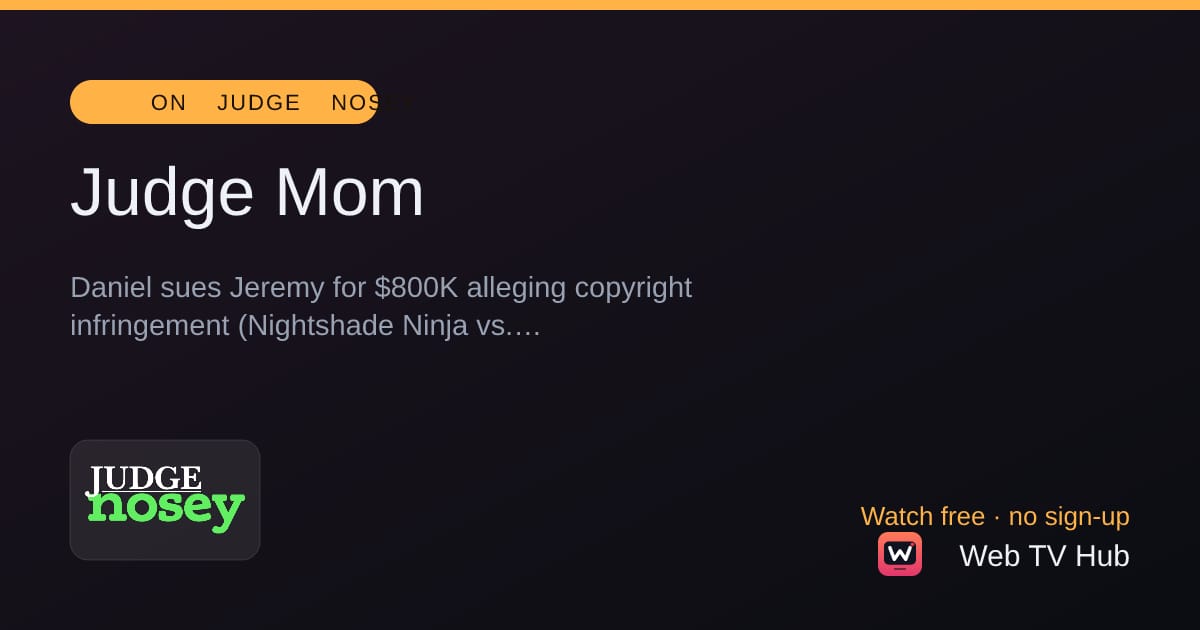 ON JUDGE NOSEY
Judge Mom
Daniel sues Jeremy for $800K alleging copyright
infringement (Nightshade Ninja vs.…
JUDGE
nosey
Watch free · no sign-up
W
Web TV Hub